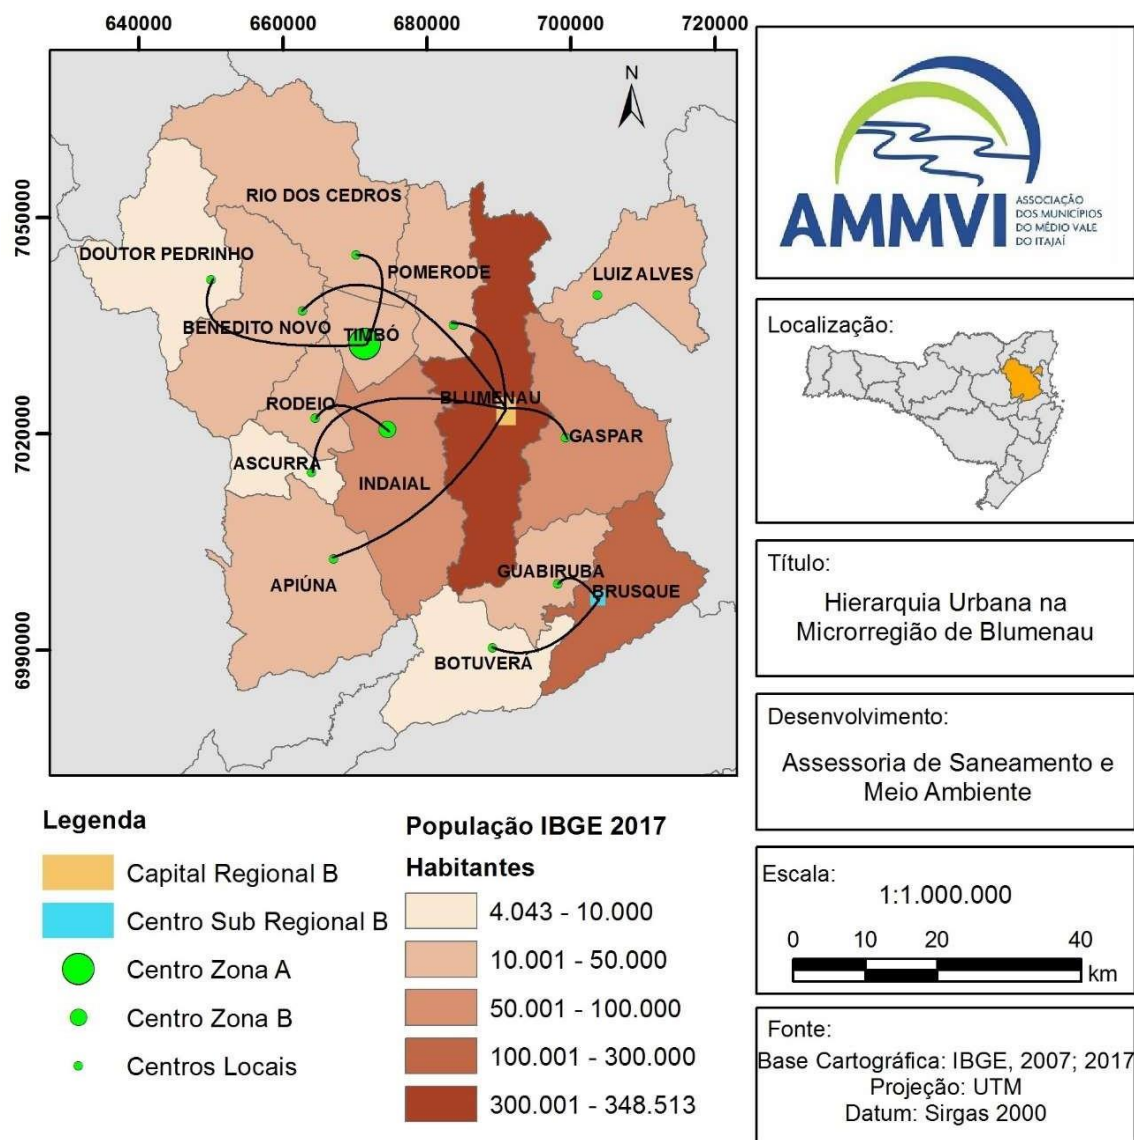 640000 660000 680000 700000 720000
7050000
7020000
6990000
N
RIO DOS CEDROS
DOUTOR PEDRINHO
POMERODE
LUIZ ALVES
BENEDITO NOVO
TIMBÓ
RODEIO
BLUMENAU
GASPAR
ASCURRA
INDAIAL
APIÚNA
GUABIRUBA
BRUSQUE
BOTUVERÁ
AMMVI
ASSOCIAÇÃO
DOS MUNICÍPIOS
DO MÉDIO VALE
DO ITAJAÍ
Localização:
Título:
Hierarquia Urbana na
Microrregião de Blumenau
Desenvolvimento:
Assessoria de Saneamento e
Meio Ambiente
Escala:
1:1.000.000
0 10 20 40
km
Fonte:
Base Cartográfica: IBGE, 2007; 2017
Projeção: UTM
Datum: Sirgas 2000
Legenda
Capital Regional B
Centro Sub Regional B
Centro Zona A
Centro Zona B
Centros Locais
População IBGE 2017
Habitantes
4.043 - 10.000
10.001 - 50.000
50.001 - 100.000
100.001 - 300.000
300.001 - 348.513